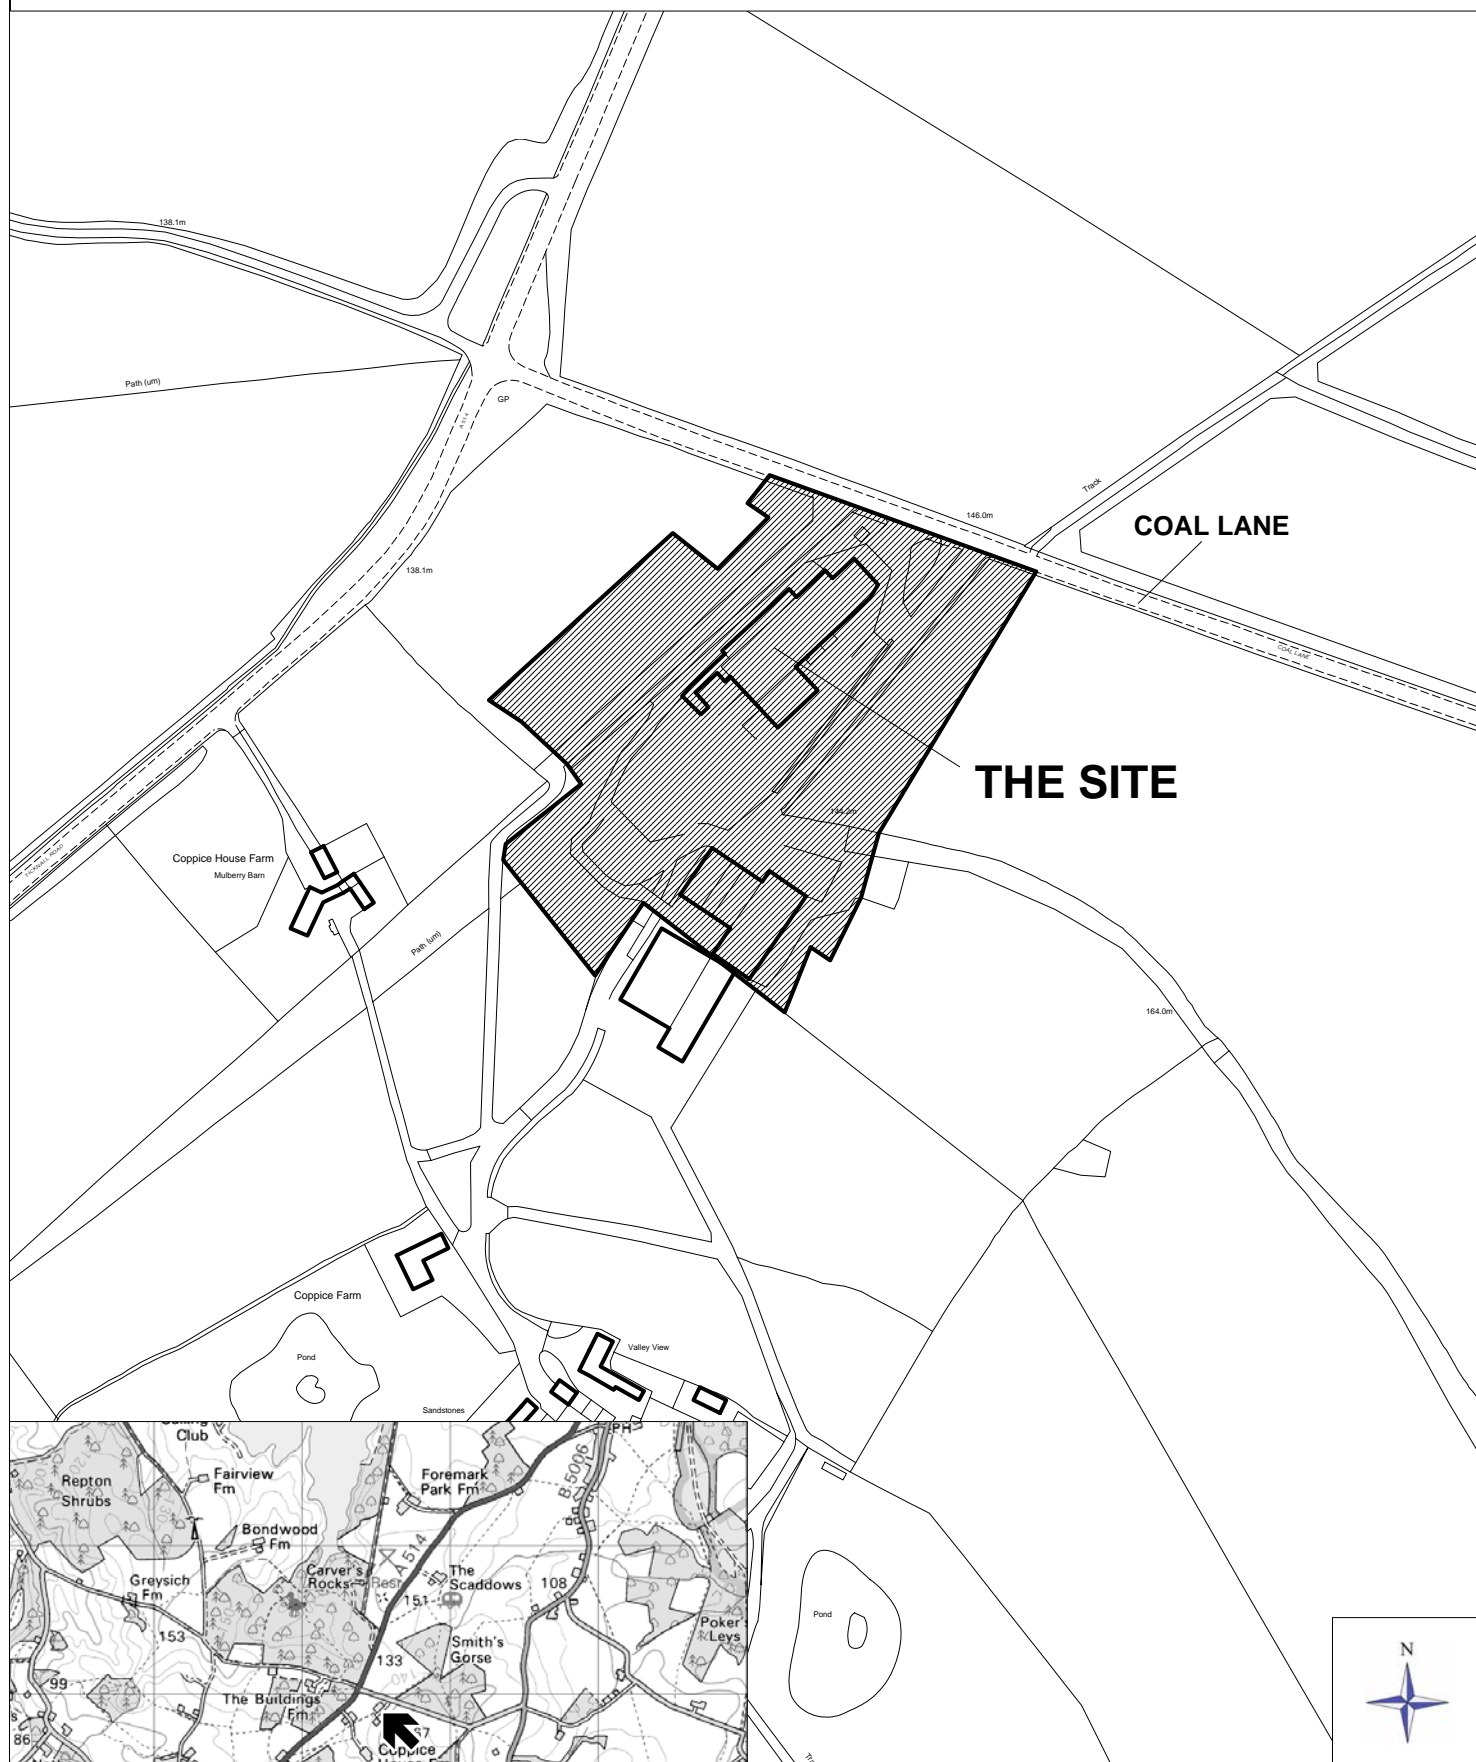 138.1m
Path (um)
GP
A 514
Track
146.0m
COAL LANE
138.1m
COAL LANE
THE SITE
144.2m
TICKNALL ROAD
Coppice House Farm
Mulberry Barn
Path (um)
164.0m
Coppice Farm
Pond
Valley View
Sandstones
Club
PH
Repton
Shrubs
Fairview
Fm
Foremark
Park Fm
B 5006
Bondwood
Fm
A 514
Carver's
Rocks
Resr
The
Scaddows
Greysich
Fm
151
108
153
Smith's
Gorse
Poker's
Leys
133
99
The Buildings
Fm
86
Coppice
Pond
N